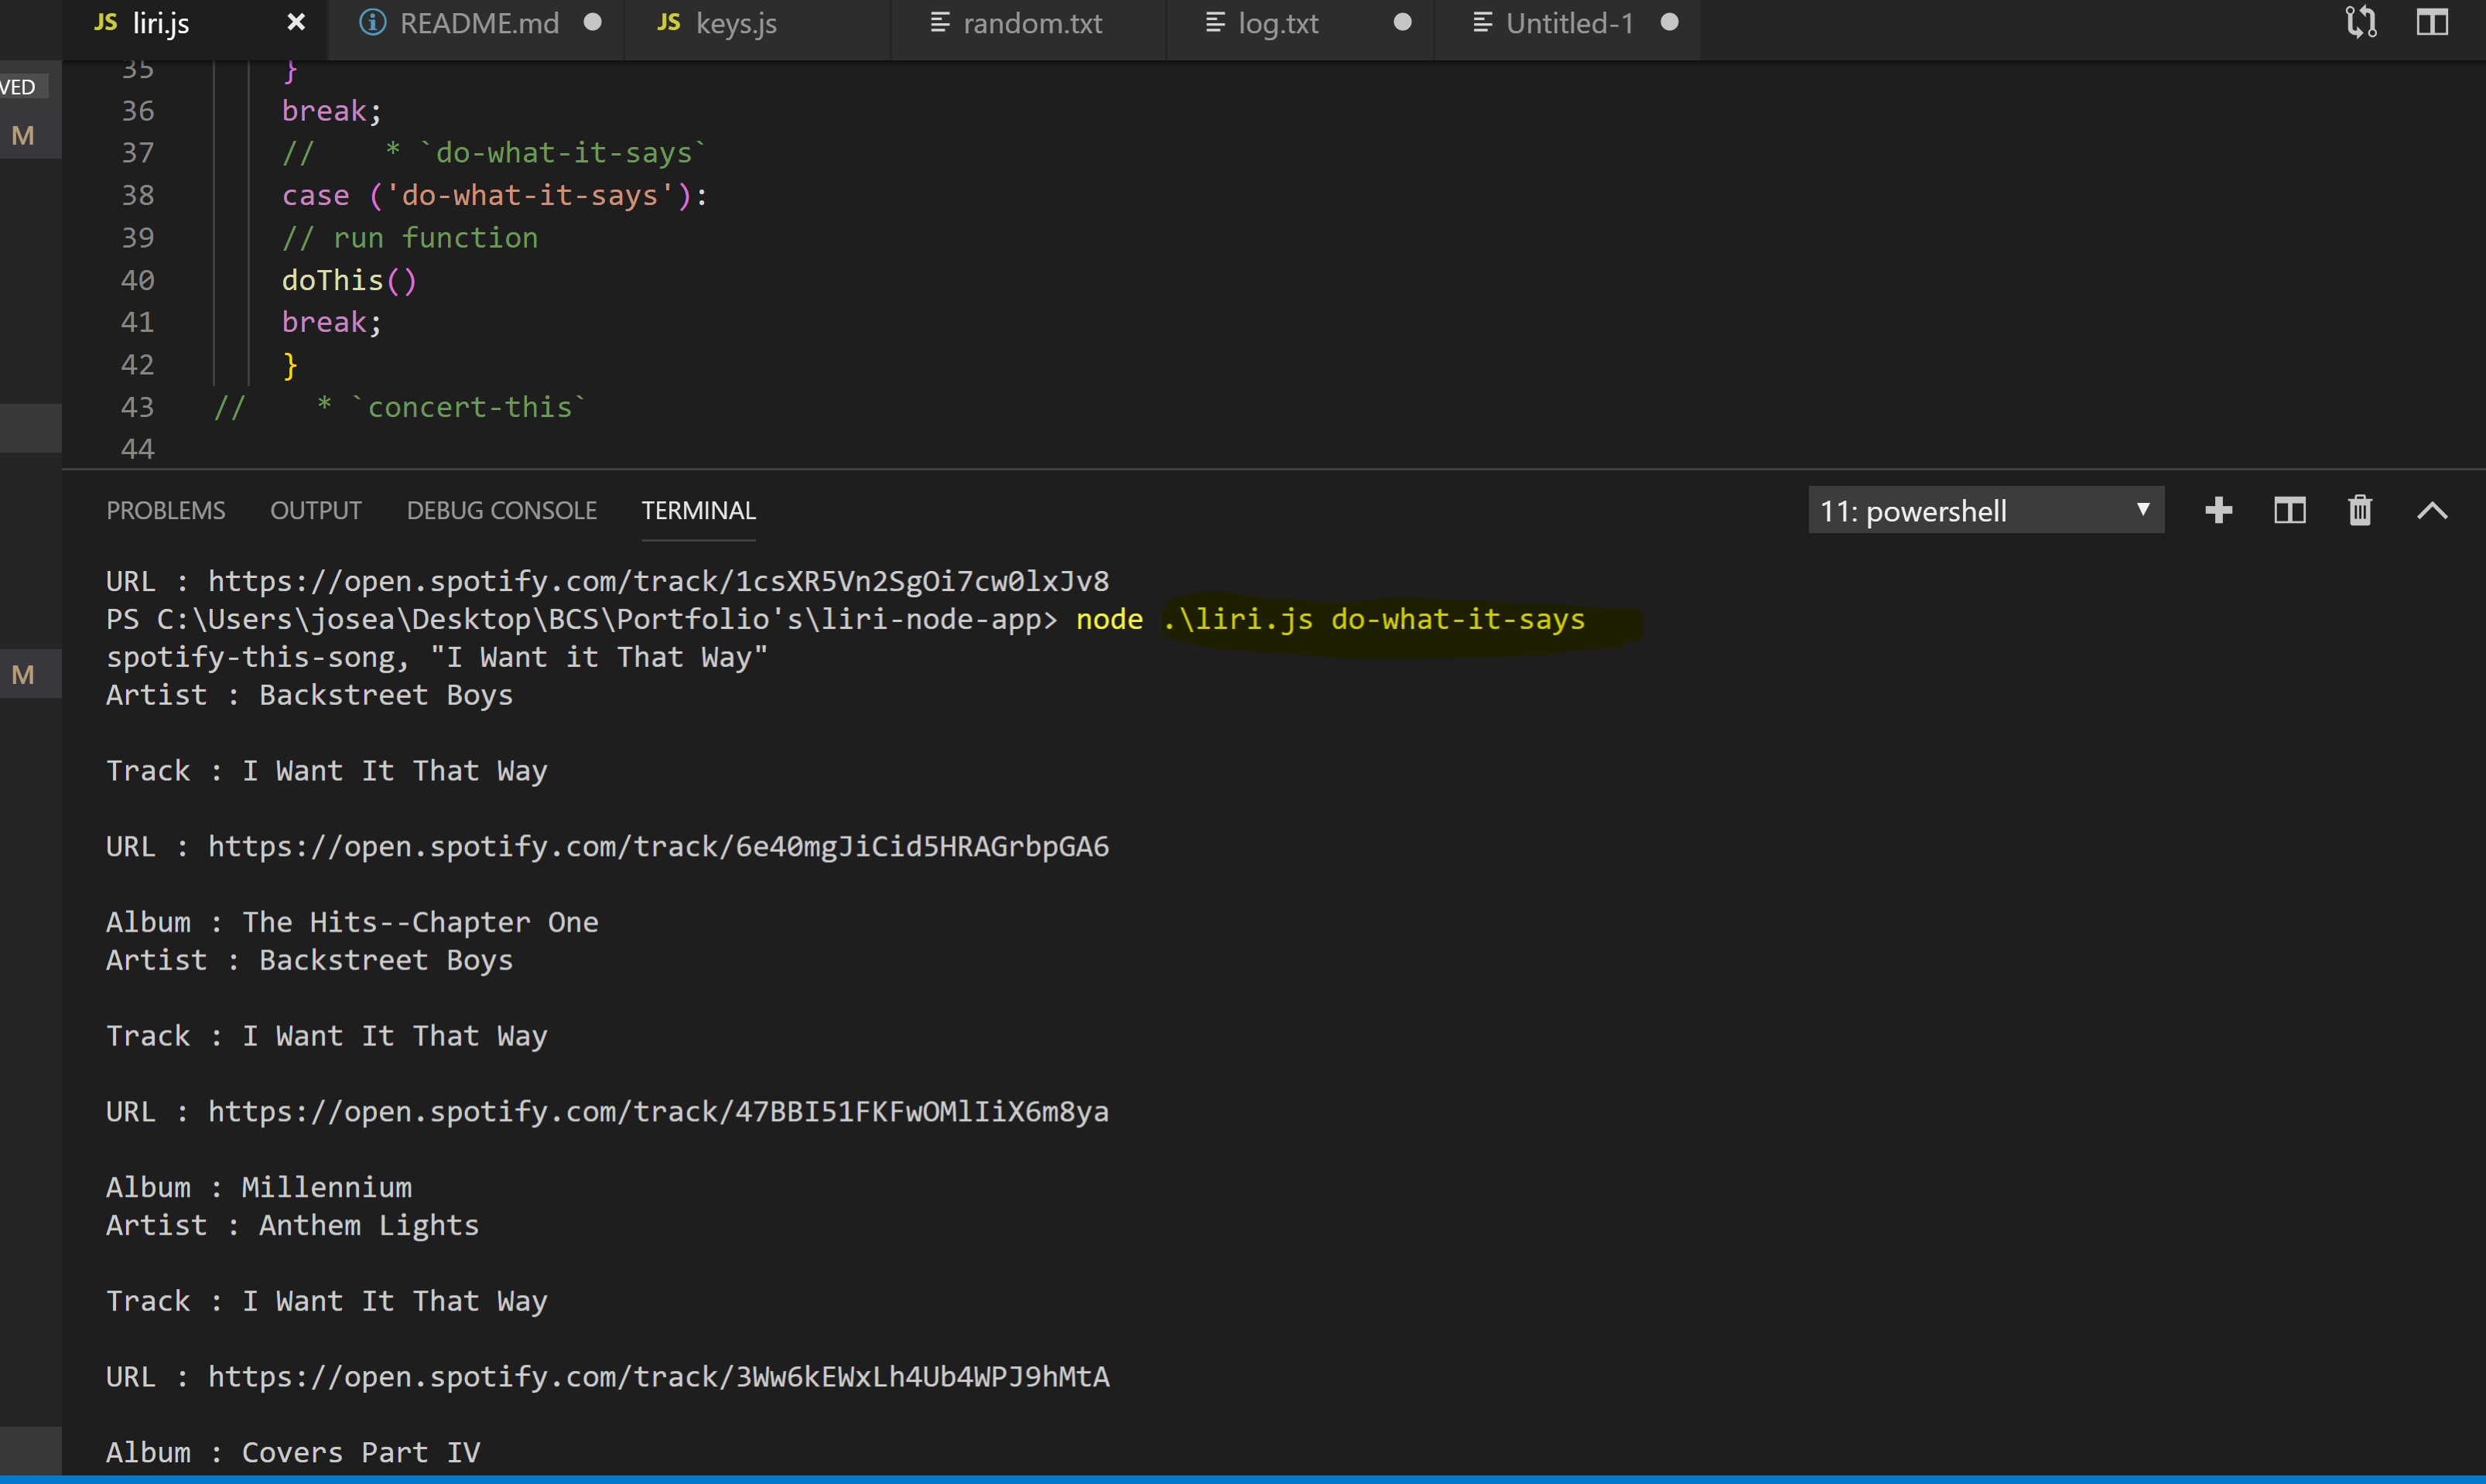 JS liri.js × README.md ● JS keys.js random.txt log.txt ● Untitled-1 ●
VED
M
M
35 }
36 break;
37 //    * `do-what-it-says`
38 case ('do-what-it-says'):
39 // run function
40 doThis()
41 break;
42 }
43 //    * `concert-this`
44
PROBLEMS OUTPUT DEBUG CONSOLE TERMINAL 11: powershell
URL : https://open.spotify.com/track/1csXR5Vn2SgOi7cw0lxJv8
PS C:\Users\josea\Desktop\BCS\Portfolio's\liri-node-app> node .\liri.js do-what-it-says
spotify-this-song, "I Want it That Way"
Artist : Backstreet Boys
Track : I Want It That Way
URL : https://open.spotify.com/track/6e40mgJiCid5HRAGrbpGA6
Album : The Hits--Chapter One
Artist : Backstreet Boys
Track : I Want It That Way
URL : https://open.spotify.com/track/47BBI51FKFwOMlIiX6m8ya
Album : Millennium
Artist : Anthem Lights
Track : I Want It That Way
URL : https://open.spotify.com/track/3Ww6kEWxLh4Ub4WPJ9hMtA
Album : Covers Part IV